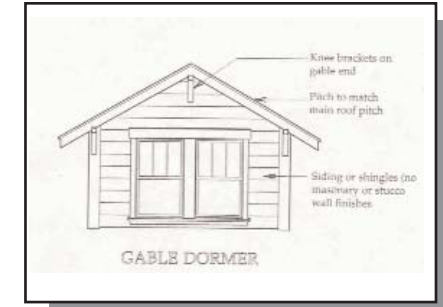 Knee brackets on
gable end
Pitch to match
main roof pitch
Siding or shingles (no
masonary or stucco
wall finishes
GABLE DORMER